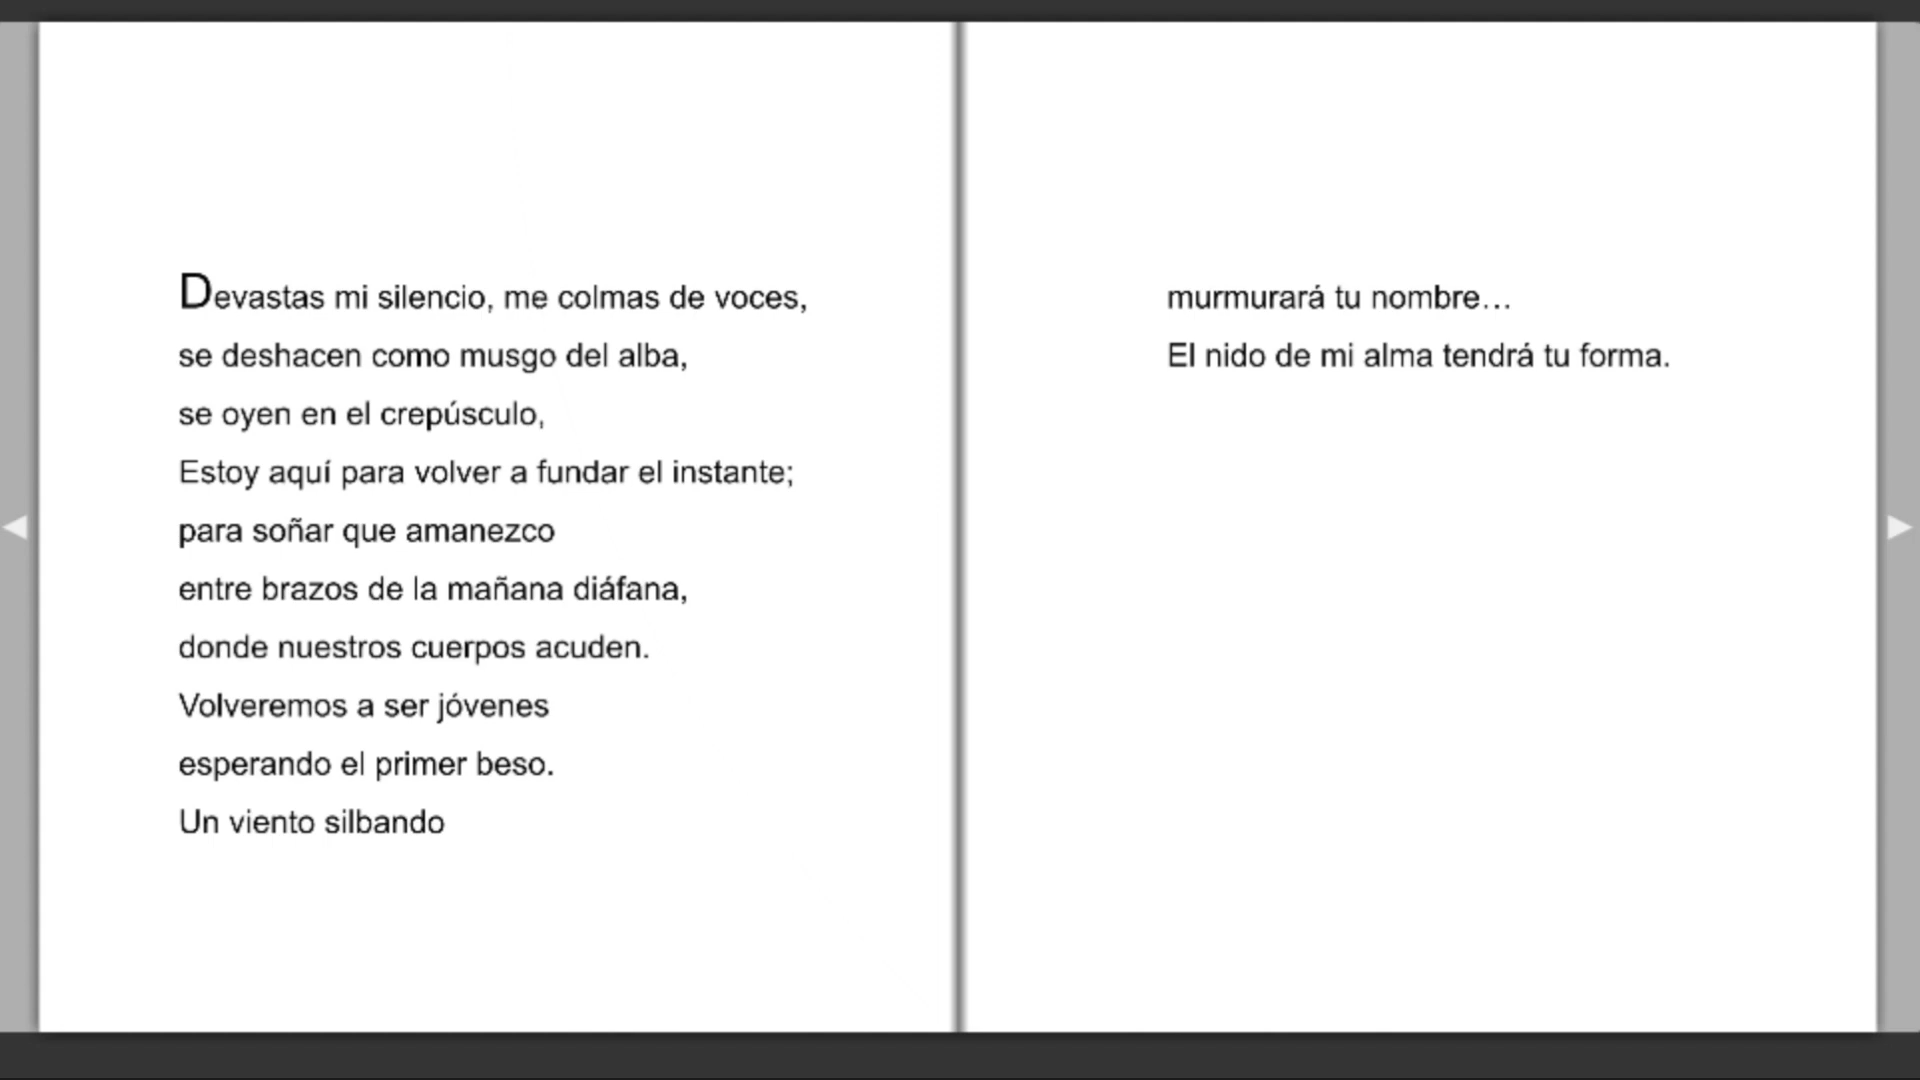 Devastas mi silencio, me colmas de voces,
se deshacen como musgo del alba,
se oyen en el crepúsculo,
Estoy aquí para volver a fundar el instante;
para soñar que amanezco
entre brazos de la mañana diáfana,
donde nuestros cuerpos acuden.
Volveremos a ser jóvenes
esperando el primer beso.
Un viento silbando
murmurará tu nombre…
El nido de mi alma tendrá tu forma.